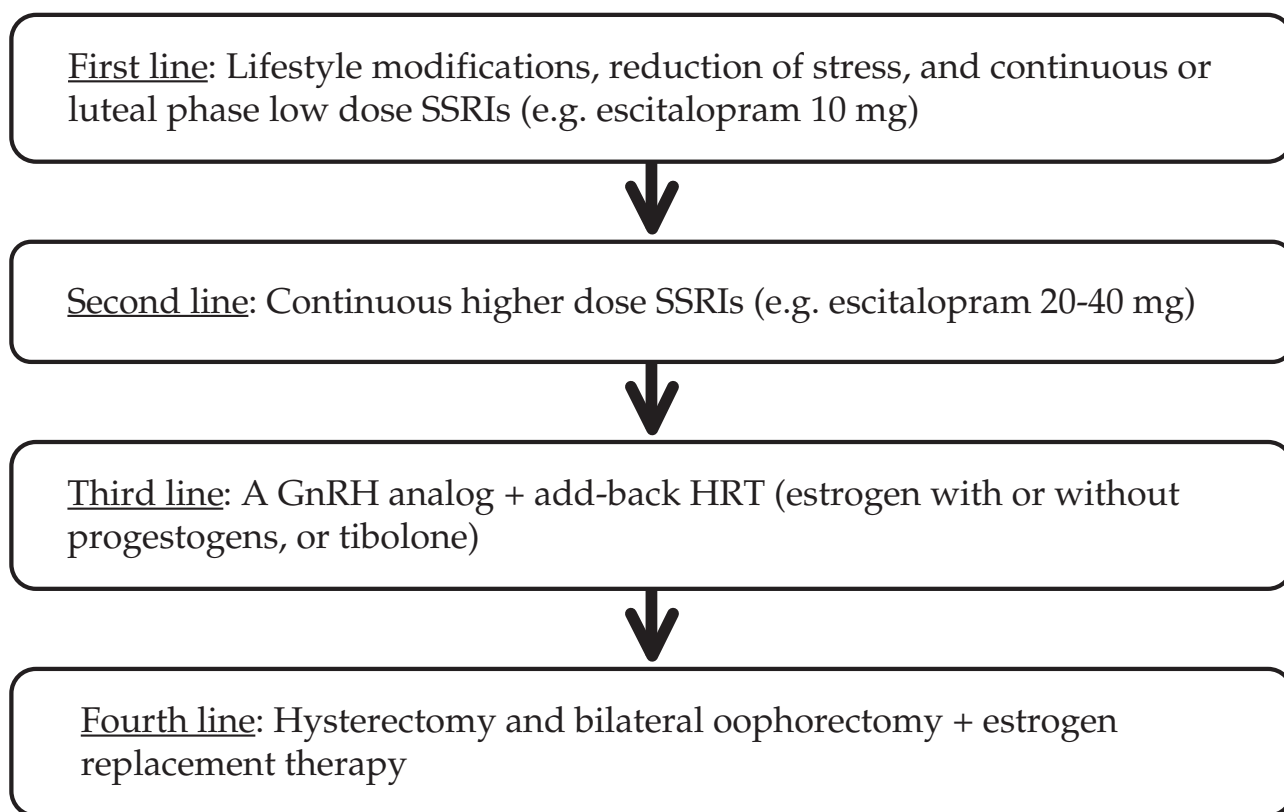 First line: Lifestyle modifications, reduction of stress, and continuous or
luteal phase low dose SSRIs (e.g. escitalopram 10 mg)
Second line: Continuous higher dose SSRIs (e.g. escitalopram 20-40 mg)
Third line: A GnRH analog + add-back HRT (estrogen with or without
progestogens, or tibolone)
Fourth line: Hysterectomy and bilateral oophorectomy + estrogen
replacement therapy